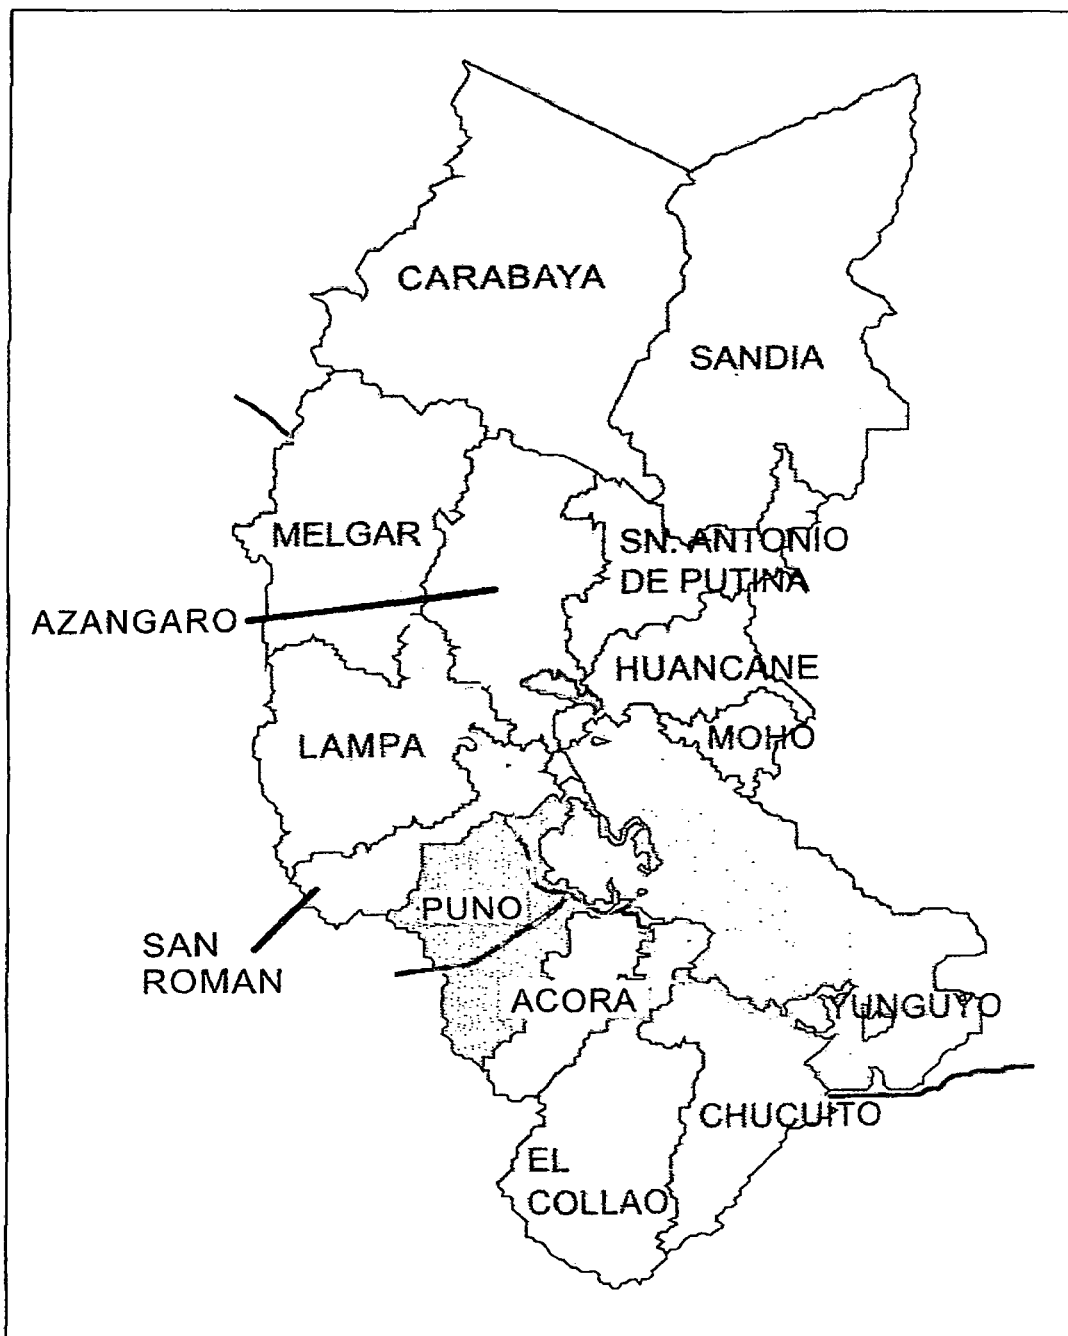 CARABAYA
SANDIA
MELGAR
SN. ANTONIO
DE PUTINA
AZANGARO
HUANCANE
LAMPA
MOHO
PUNO
SAN
ROMAN
ACORA
YUNGUYO
CHUCUITO
EL
COLLAO